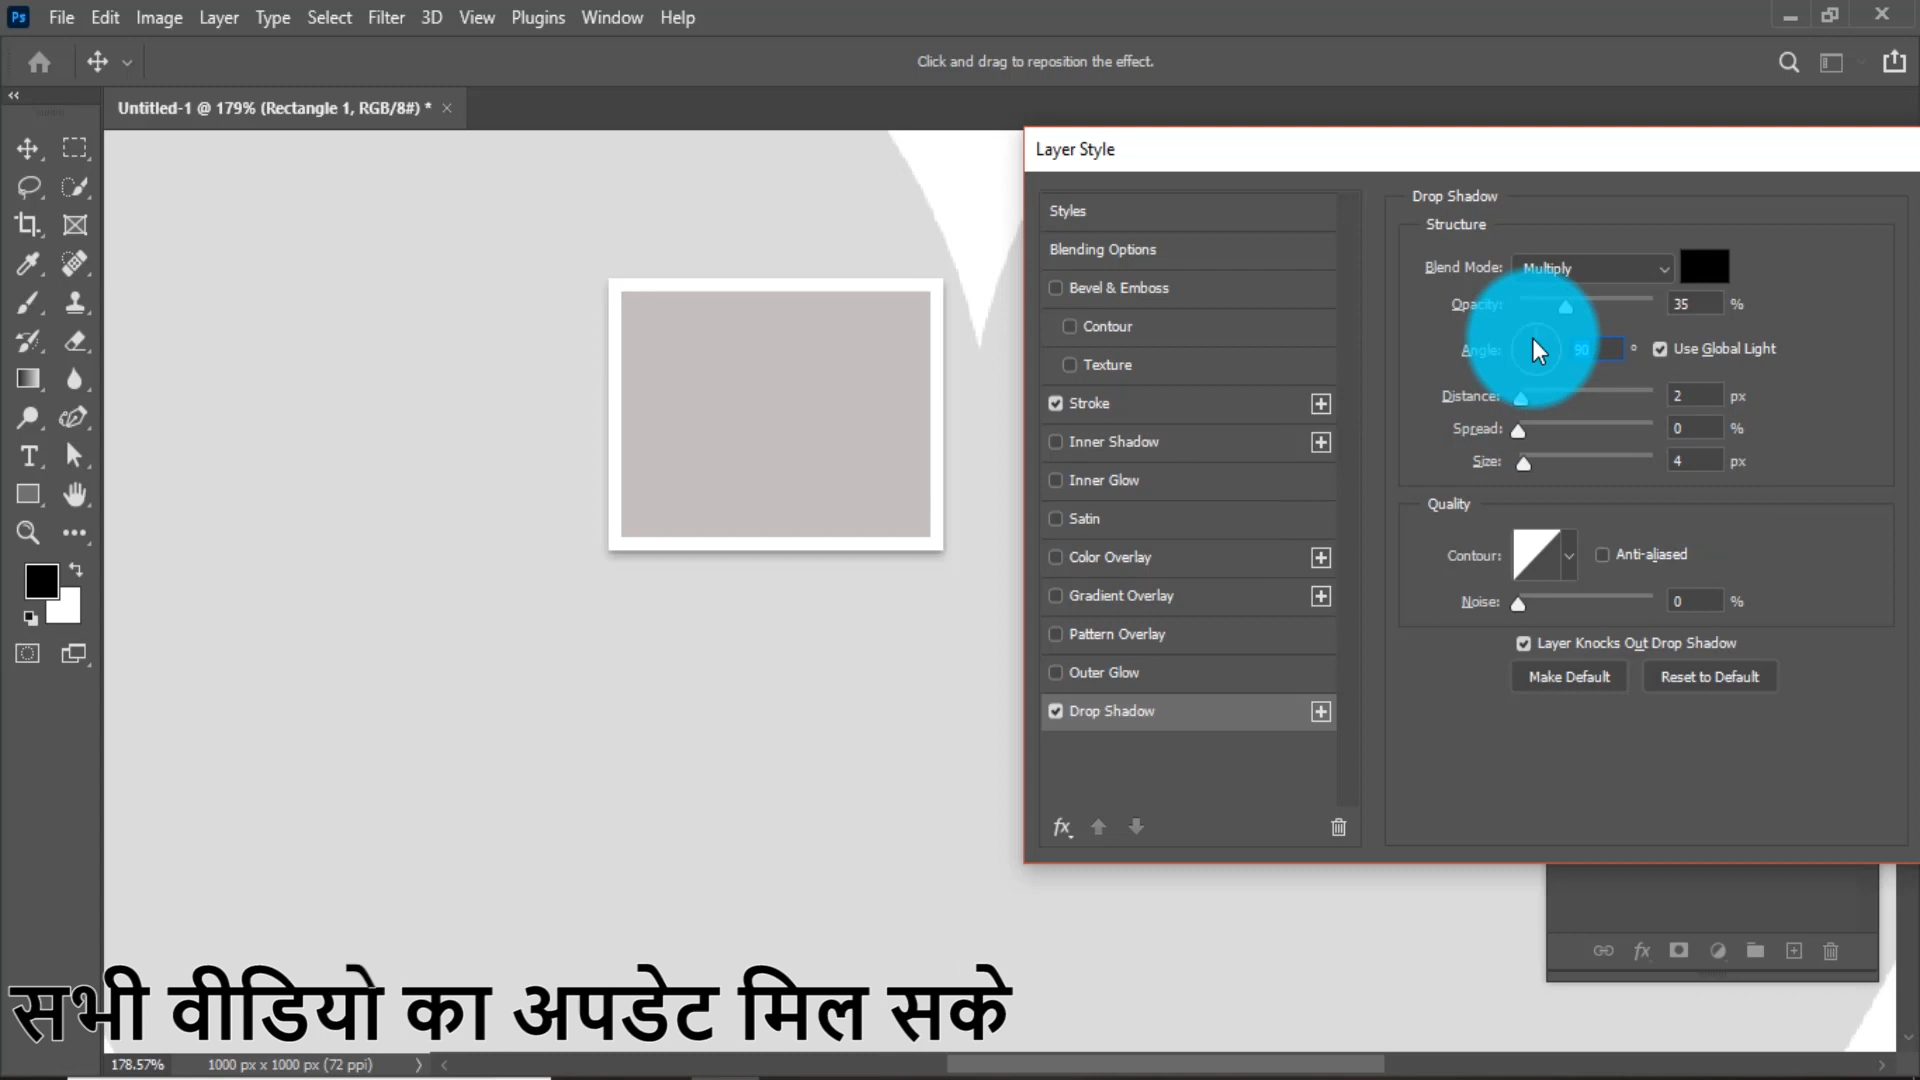 Ps File Edit Image Layer Type Select Filter 3D View Plugins Window Help
Click and drag to reposition the effect.
Untitled-1 @ 179% (Rectangle 1, RGB/8#) *
Layer Style
Styles
Blending Options
Bevel & Emboss
Contour
Texture
Stroke
Inner Shadow
Inner Glow
Satin
Color Overlay
Gradient Overlay
Pattern Overlay
Outer Glow
Drop Shadow
fx
Drop Shadow
Structure
Blend Mode: Multiply
Opacity: 35 %
Angle: 90 ° Use Global Light
Distance: 2 px
Spread: 0 %
Size: 4 px
Quality
Contour: Anti-aliased
Noise: 0 %
Layer Knocks Out Drop Shadow
Make Default Reset to Default
fx
सभी वीडियो का अपडेट मिल सके
178.57% 1000 px x 1000 px (72 ppi)